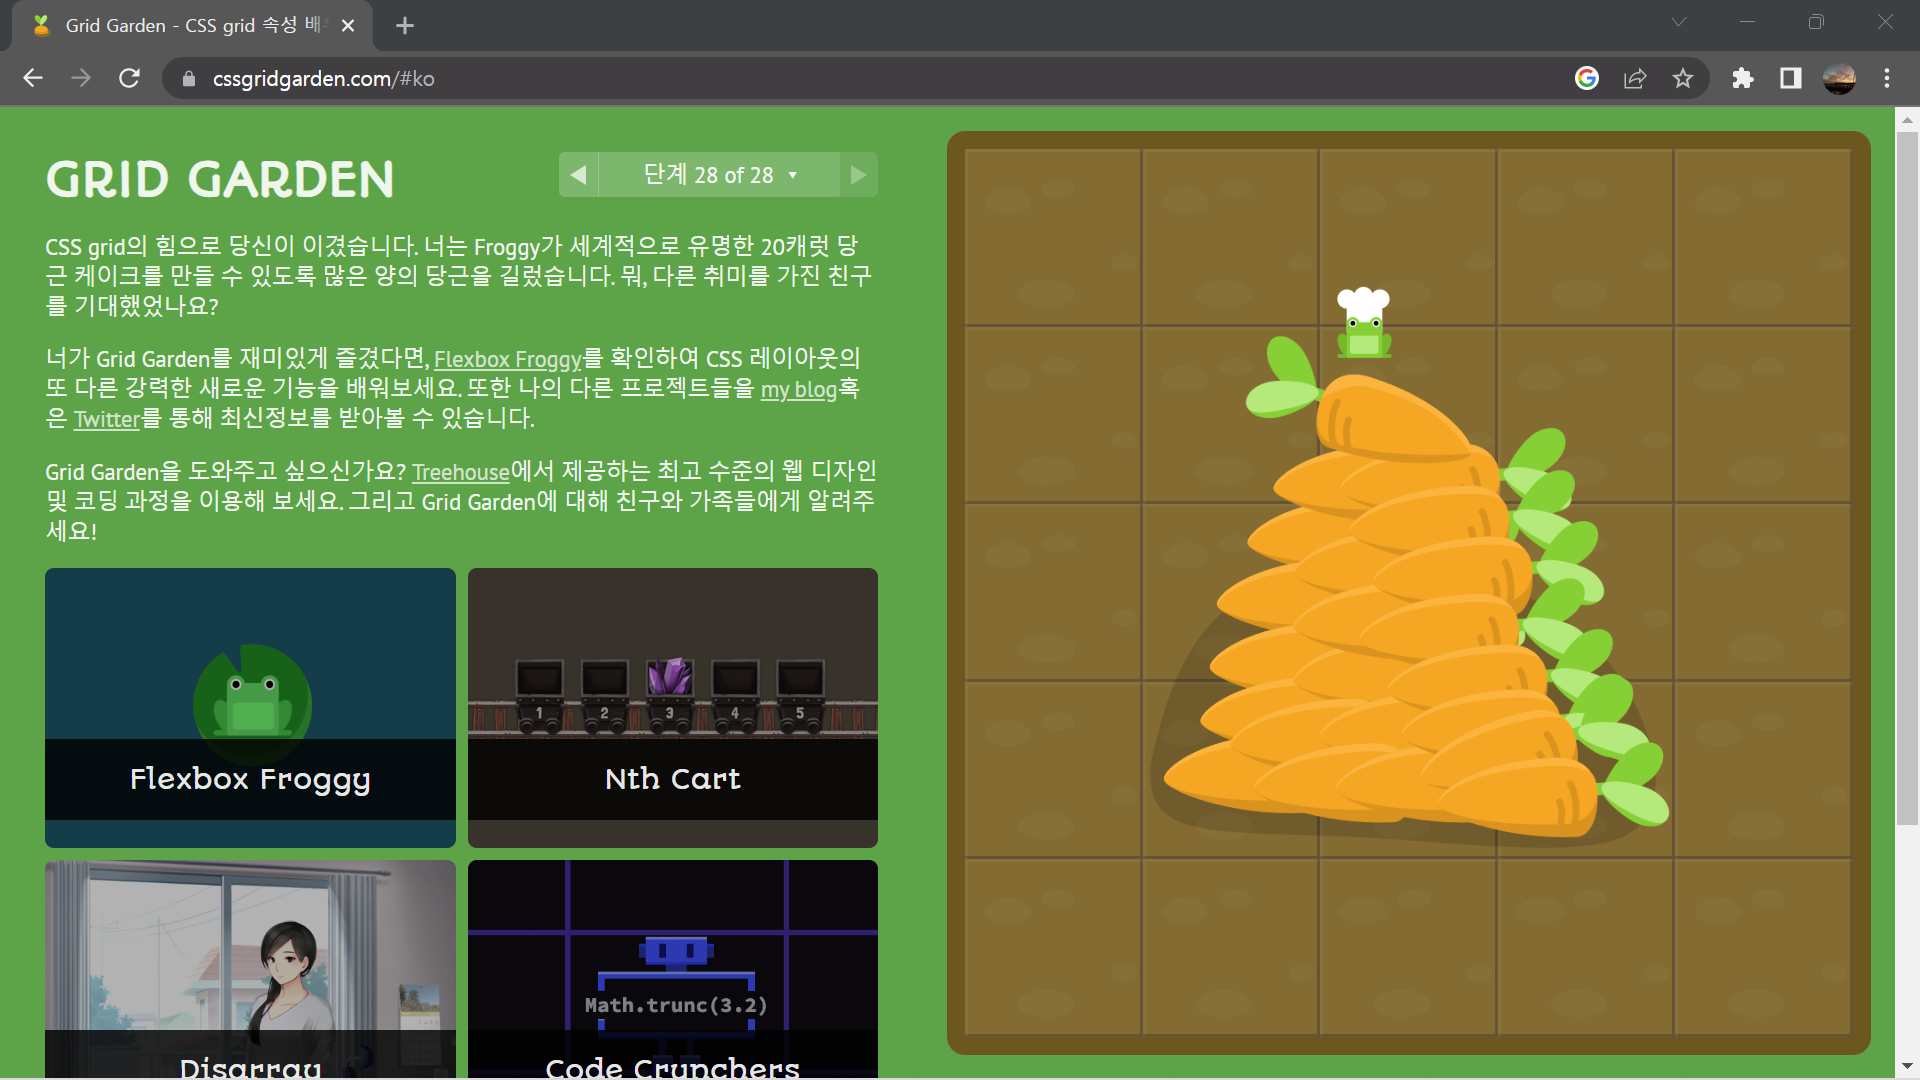 Grid Garden - CSS grid 속성 배우
cssgridgarden.com/#ko
GRID GARDEN
단계 28 of 28
CSS grid의 힘으로 당신이 이겼습니다. 너는 Froggy가 세계적으로 유명한 20캐럿 당
근 케이크를 만들 수 있도록 많은 양의 당근을 길렀습니다. 뭐, 다른 취미를 가진 친구
를 기대했었나요?
너가 Grid Garden를 재미있게 즐겼다면, Flexbox Froggy를 확인하여 CSS 레이아웃의
또 다른 강력한 새로운 기능을 배워보세요. 또한 나의 다른 프로젝트들을 my blog혹
은 Twitter를 통해 최신정보를 받아볼 수 있습니다.
Grid Garden을 도와주고 싶으신가요? Treehouse에서 제공하는 최고 수준의 웹 디자인
및 코딩 과정을 이용해 보세요. 그리고 Grid Garden에 대해 친구와 가족들에게 알려주
세요!
Flexbox Froggy
1 2 3 4 5
Nth Cart
Disarray
Math.trunc(3.2)
Code Crunchers